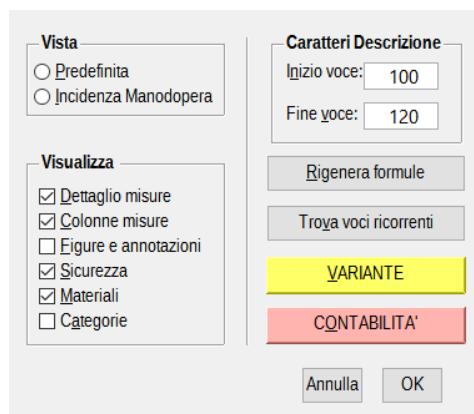 Vista
Predefinita
Incidenza Manodopera
Visualizza
Dettaglio misure
Colonne misure
Figure e annotazioni
Sicurezza
Materiali
Categorie
Caratteri Descrizione
Inizio voce: 100
Fine voce: 120
Rigenera formule
Trova voci ricorrenti
VARIANTE
CONTABILITA'
Annulla OK